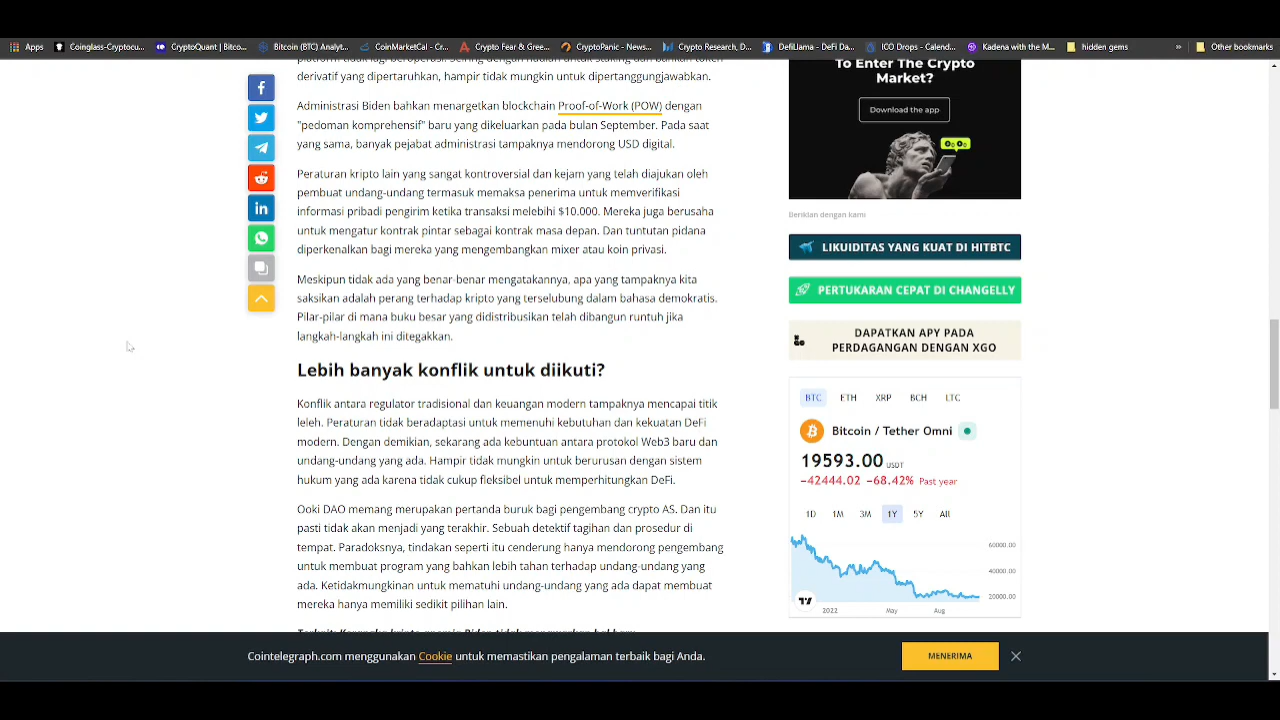 Apps
Coinglass-Cryptocu...
CryptoQuant | Bitco...
Bitcoin (BTC) Analyt...
CoinMarketCal - Cr...
Crypto Fear & Gree...
CryptoPanic - News...
Crypto Research, D...
DefiLlama - DeFi Da...
ICO Drops - Calend...
Kadena with the M...
hidden gems
»
Other bookmarks
platform tidak lagi beroperasi. Seiring dengan
derivatif yang dipertaruhkan, hampir tidak mungkin untuk dipertanggungjawabkan.
Administrasi Biden bahkan menargetkan blockchain Proof-of-Work (POW) dengan
"pedoman komprehensif" baru yang dikeluarkan pada bulan September. Pada saat
yang sama, banyak pejabat administrasi tampaknya mendorong USD digital.
Peraturan kripto lain yang sangat kontroversial dan kejam yang telah diajukan oleh
pembuat undang-undang termasuk memaksa penerima untuk memverifikasi
informasi pribadi pengirim ketika transaksi melebihi $10.000. Mereka juga berusaha
untuk mengatur kontrak pintar sebagai kontrak masa depan. Dan tuntutan pidana
diperkenalkan bagi mereka yang mengembangkan mixer atau koin privasi.
Meskipun tidak ada yang benar-benar mengatakannya, apa yang tampaknya kita
saksikan adalah perang terhadap kripto yang terselubung dalam bahasa demokratis.
Pilar-pilar di mana buku besar yang didistribusikan telah dibangun runtuh jika
langkah-langkah ini ditegakkan.
Lebih banyak konflik untuk diikuti?
Konflik antara regulator tradisional dan keuangan modern tampaknya mencapai titik
leleh. Peraturan tidak beradaptasi untuk memenuhi kebutuhan dan kekuatan DeFi
modern. Dengan demikian, sekarang ada kebuntuan antara protokol Web3 baru dan
undang-undang yang ada. Hampir tidak mungkin untuk berurusan dengan sistem
hukum yang ada karena tidak cukup fleksibel untuk memperhitungkan DeFi.
Ooki DAO memang merupakan pertanda buruk bagi pengembang crypto AS. Dan itu
pasti tidak akan menjadi yang terakhir. Sebuah detektif tagihan dan prosedur di
tempat. Paradoksnya, tindakan seperti itu cenderung hanya mendorong pengembang
untuk membuat program yang bahkan lebih tahan terhadap undang-undang yang
ada. Ketidakmungkinan untuk mematuhi undang-undang yang ada dapat membuat
mereka hanya memiliki sedikit pilihan lain.
To Enter The Crypto
Market?
Download the app
Beriklan dengan kami
LIKUIDITAS YANG KUAT DI HITBTC
PERTUKARAN CEPAT DI CHANGELLY
DAPATKAN APY PADA
PERDAGANGAN DENGAN XGO
BTC ETH XRP BCH LTC
Bitcoin / Tether Omni
19593.00 USDT
−42444.02 −68.42% Past year
1D 1M 3M 1Y 5Y All
60000.00
40000.00
20000.00
2022 May Aug
Cointelegraph.com menggunakan Cookie untuk memastikan pengalaman terbaik bagi Anda.
MENERIMA